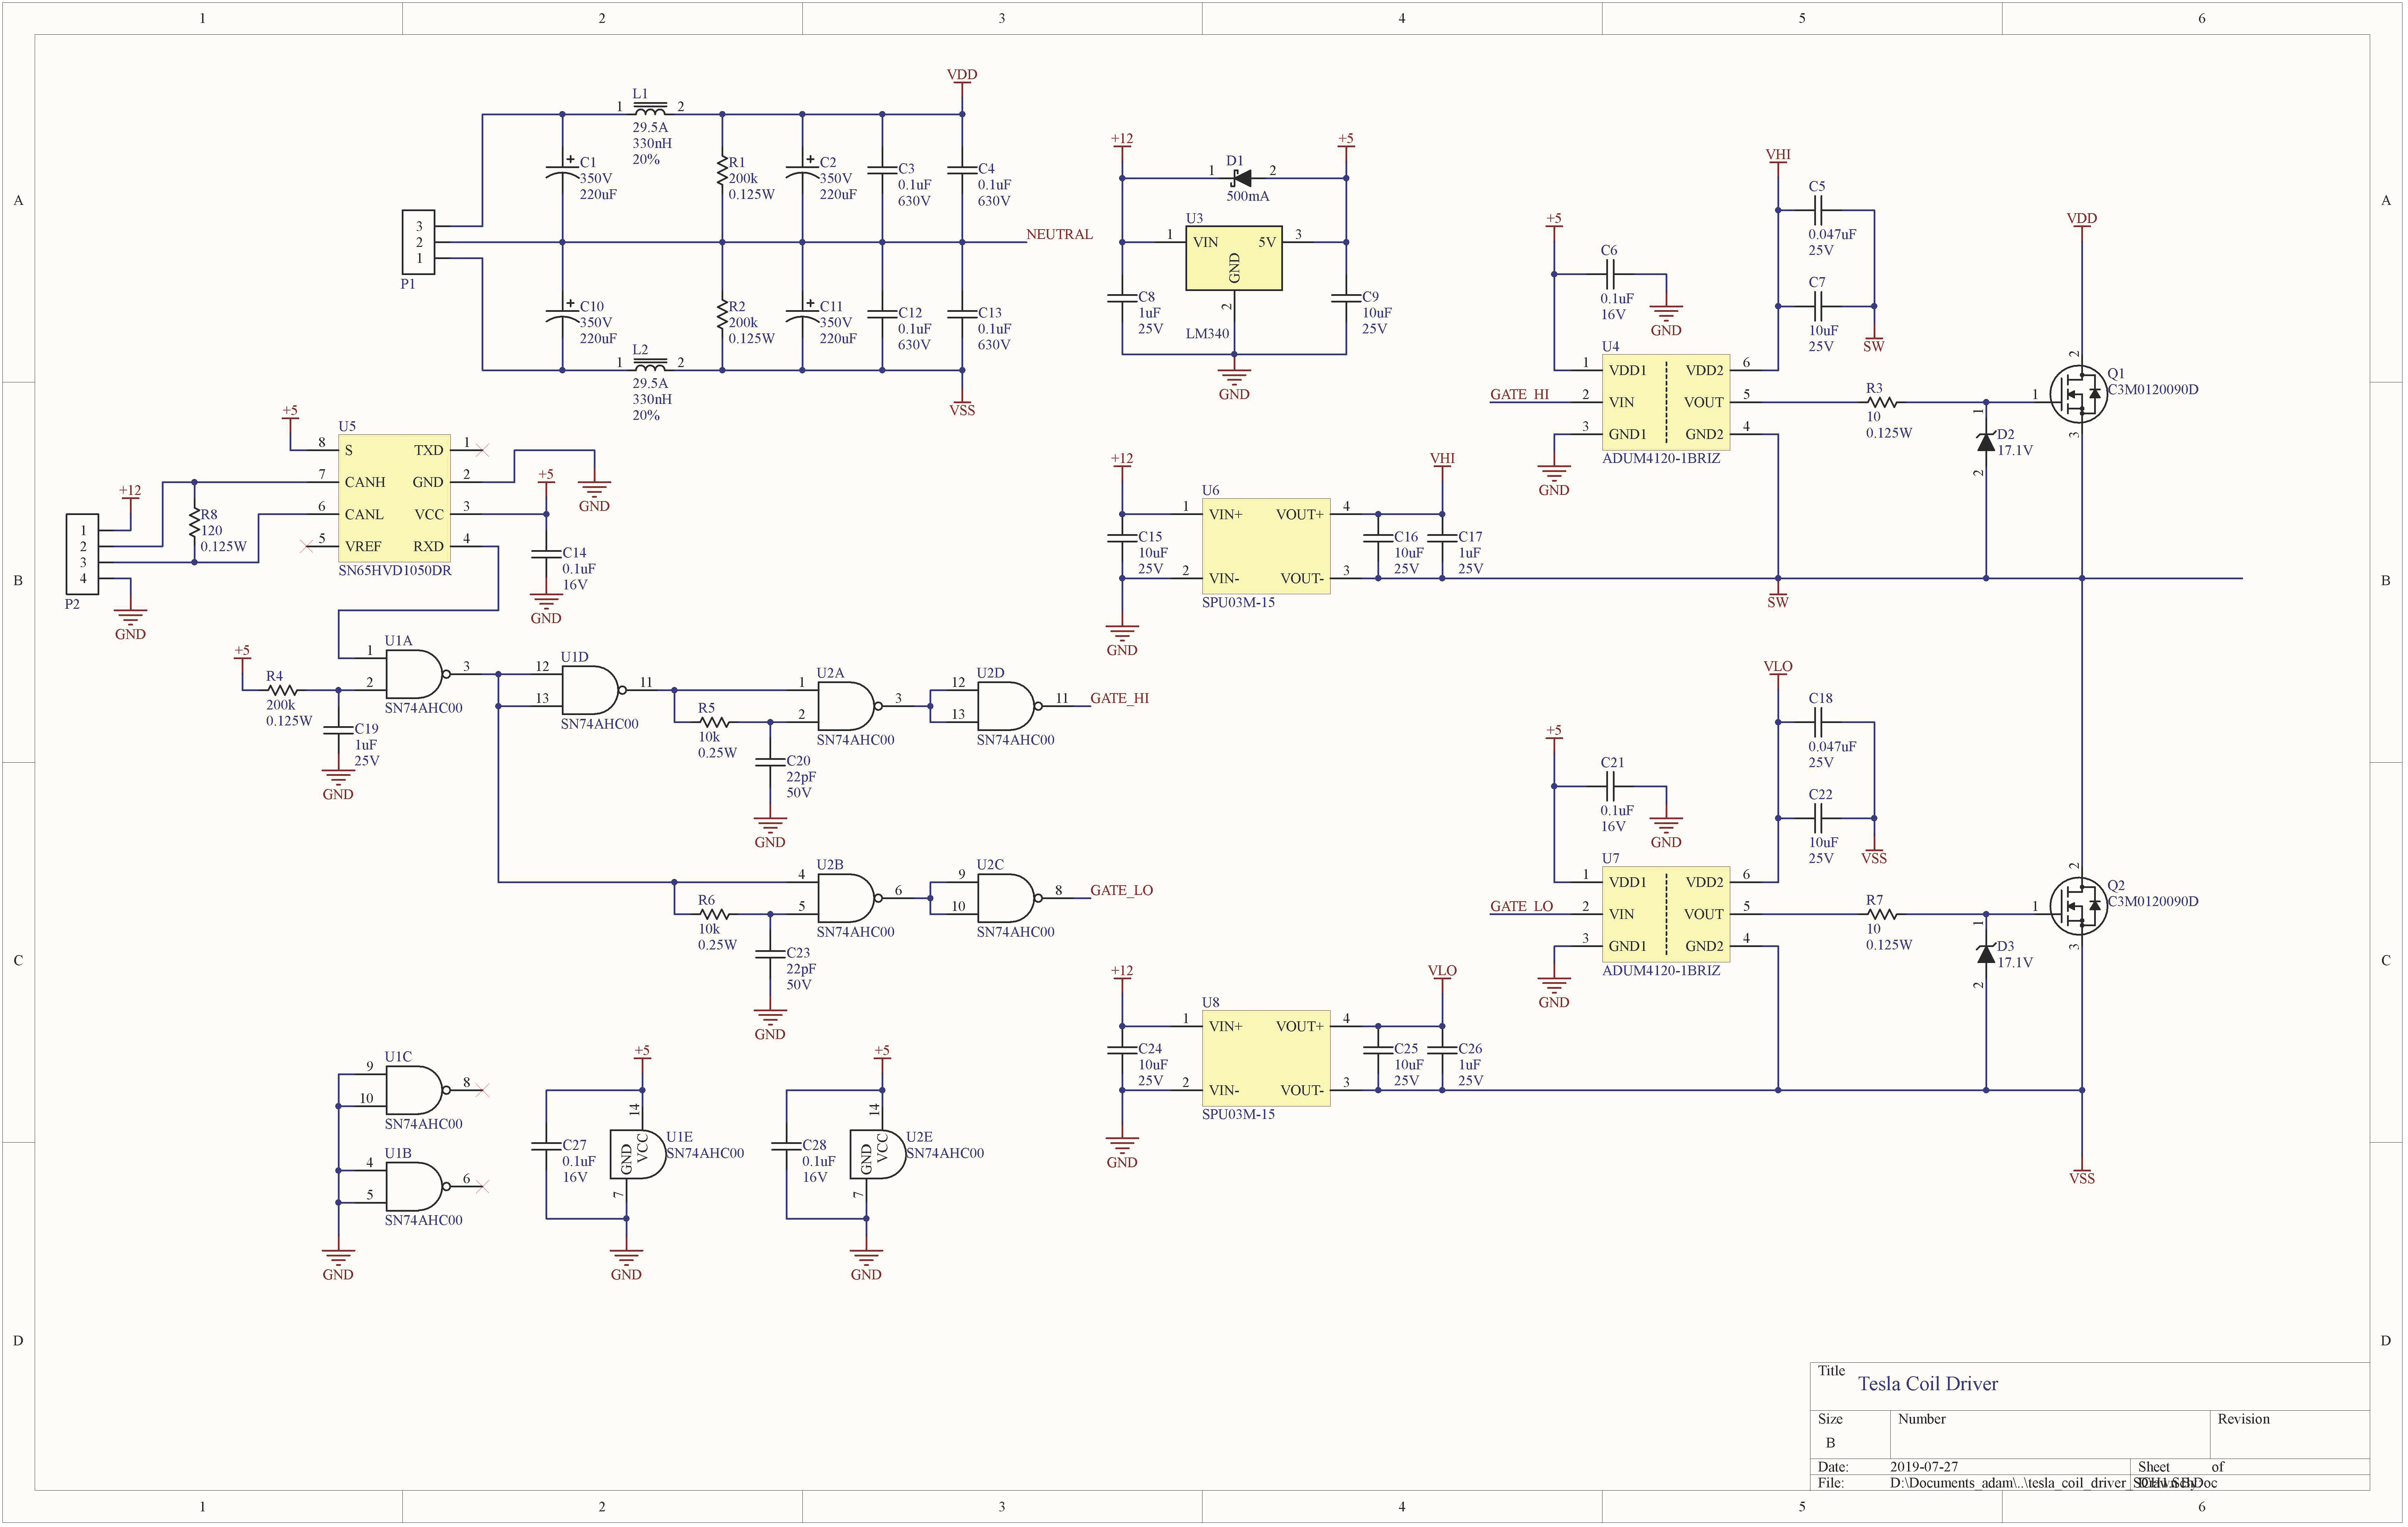 1 2 3 4 5 6
A
B
C
D
A
B
C
D
1 2 3 4 5 6
VDD
L1
1 2
29.5A
330nH
20%
C1
350V
220uF
R1
200k
0.125W
C2
350V
220uF
C3
0.1uF
630V
C4
0.1uF
630V
3
2
1
P1
NEUTRAL
C10
350V
220uF
R2
200k
0.125W
C11
350V
220uF
C12
0.1uF
630V
C13
0.1uF
630V
L2
1 2
29.5A
330nH
20%
VSS
+12
+5
D1
1 2
500mA
U3
1 VIN 5V 3
GND
2
LM340
C8
1uF
25V
C9
10uF
25V
GND
VHI
C5
0.047uF
25V
C7
10uF
25V
SW
+5
C6
0.1uF
16V
GND
U4
1 VDD1 VDD2 6
GATE_HI 2 VIN VOUT 5
3 GND1 GND2 4
ADUM4120-1BRIZ
GND
R3
10
0.125W
1
D2
17.1V
2
VDD
2
Q1
C3M0120090D
1
3
+5
U5
8 S TXD 1
7 CANH GND 2
6 CANL VCC 3
5 VREF RXD 4
SN65HVD1050DR
GND
+5
C14
0.1uF
16V
GND
+12
1
2
3
4
P2
GND
R8
120
0.125W
+12
VHI
U6
1 VIN+ VOUT+ 4
2 VIN- VOUT- 3
SPU03M-15
C15
10uF
25V
C16
10uF
25V
C17
1uF
25V
GND
SW
+5
R4
200k
0.125W
C19
1uF
25V
GND
U1A
1
2
3
SN74AHC00
U1D
12
13
11
SN74AHC00
R5
10k
0.25W
C20
22pF
50V
GND
U2A
1
2
3
SN74AHC00
U2D
12
13
11
SN74AHC00
GATE_HI
R6
10k
0.25W
C23
22pF
50V
GND
U2B
4
5
6
SN74AHC00
U2C
9
10
8
SN74AHC00
GATE_LO
VLO
C18
0.047uF
25V
C22
10uF
25V
VSS
+5
C21
0.1uF
16V
GND
U7
1 VDD1 VDD2 6
GATE_LO 2 VIN VOUT 5
3 GND1 GND2 4
ADUM4120-1BRIZ
GND
R7
10
0.125W
1
D3
17.1V
2
2
Q2
C3M0120090D
1
3
VSS
+12
VLO
U8
1 VIN+ VOUT+ 4
2 VIN- VOUT- 3
SPU03M-15
C24
10uF
25V
C25
10uF
25V
C26
1uF
25V
GND
U1C
9
10
8
SN74AHC00
U1B
4
5
6
SN74AHC00
GND
+5
C27
0.1uF
16V
14
GND
VCC
7
U1E
SN74AHC00
GND
+5
C28
0.1uF
16V
14
GND
VCC
7
U2E
SN74AHC00
GND
Title
Tesla Coil Driver
Size Number Revision
B
Date: 2019-07-27 Sheet of
File: D:\Documents_adam\..\tesla_coil_driver